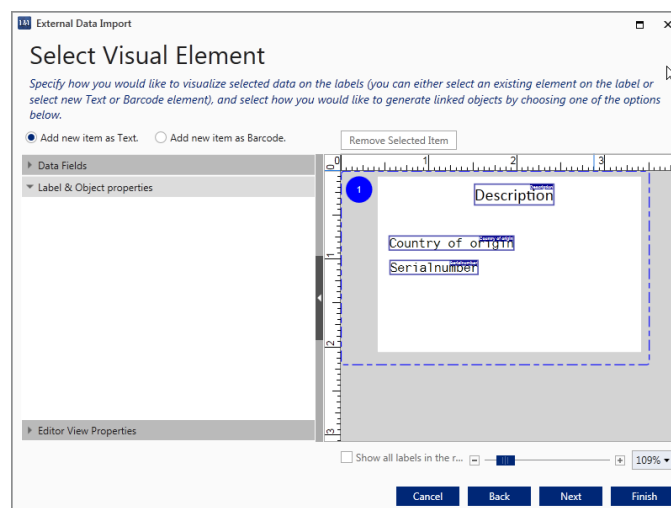 External Data Import
Select Visual Element
Specify how you would like to visualize selected data on the labels (you can either select an existing element on the label or
select new Text or Barcode element), and select how you would like to generate linked objects by choosing one of the options
below.
Add new item as Text. Add new item as Barcode. Remove Selected Item
Data Fields
Label & Object properties
0 1 2 3
0
1
Description
Country of origin
1
Serialnumber
2
3
Editor View Properties
Show all labels in the r... 109%
Cancel Back Next Finish